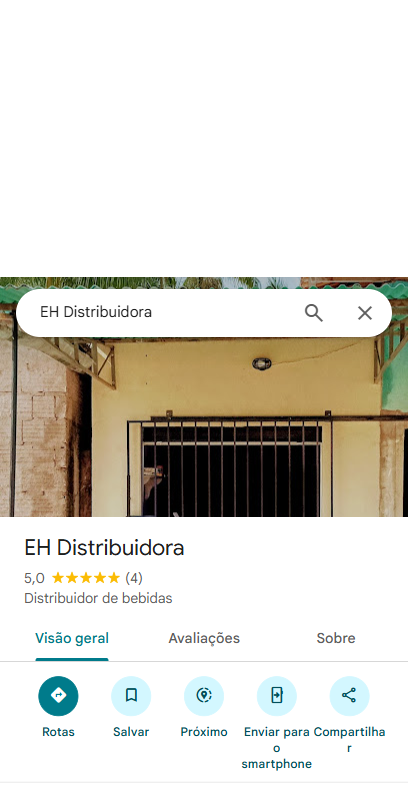 EH Distribuidora
EH Distribuidora
5,0 (4)
Distribuidor de bebidas
Visão geral Avaliações Sobre
Rotas Salvar Próximo Enviar para o smartphone Compartilhar